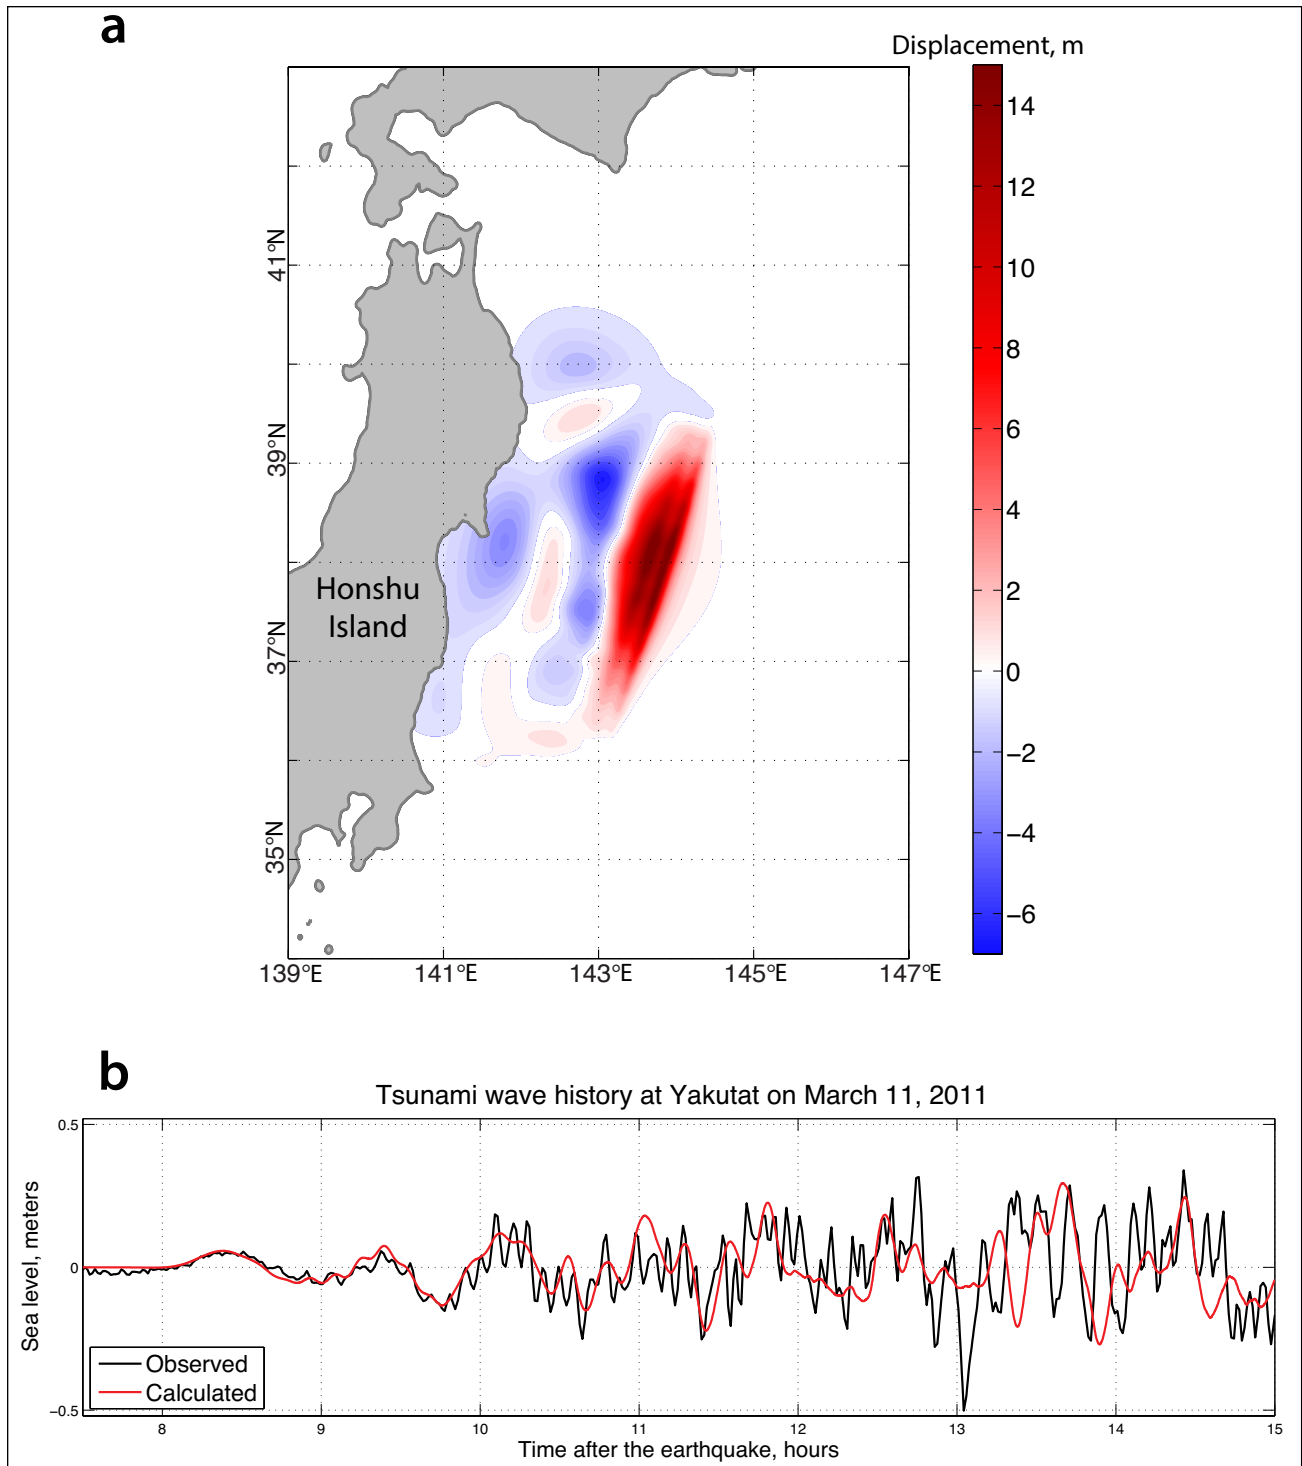 a
Displacement, m
14
12
10
8
6
4
2
0
−2
−4
−6
41°N
39°N
37°N
35°N
Honshu
Island
139°E
141°E
143°E
145°E
147°E
b
Tsunami wave history at Yakutat on March 11, 2011
Sea level, meters
0.5
0
−0.5
Observed
Calculated
8
9
10
11
12
13
14
15
Time after the earthquake, hours